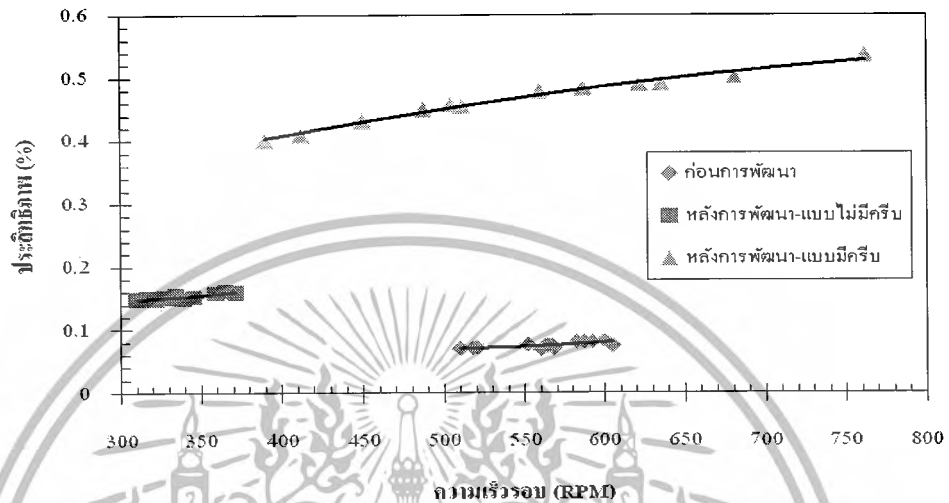 0.6
0.5
0.4
0.3
0.2
0.1
0
ประสิทธิภาพ (%)
ก่อนการพัฒนา
หลังการพัฒนา-แบบไม่มีครีบ
หลังการพัฒนา-แบบมีครีบ
300 350 400 450 500 550 600 650 700 750 800
ความเร็วรอบ (RPM)